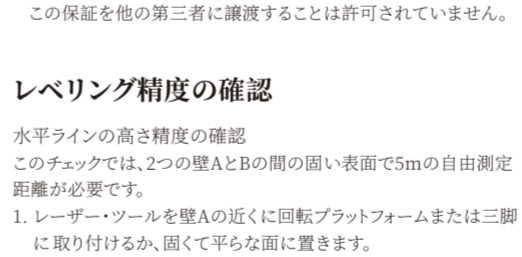 この保証を他の第三者に譲渡することは許可されていません。
レベリング精度の確認
水平ラインの高さ精度の確認
このチェックでは、2つの壁AとBの間の固い表面で5mの自由測定
距離が必要です。
1. レーザー・ツールを壁Aの近くに回転プラットフォームまたは三脚
に取り付けるか、固くて平らな面に置きます。